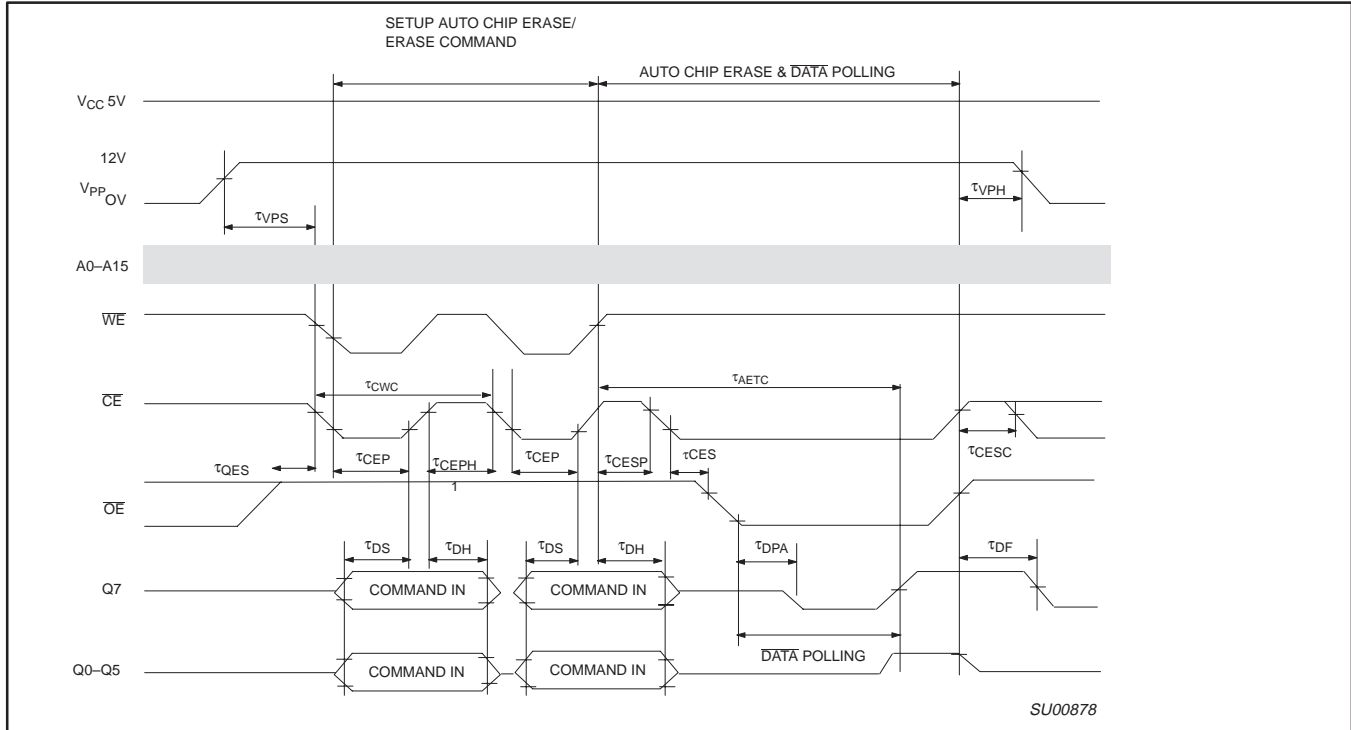 SETUP AUTO CHIP ERASE/
ERASE COMMAND
AUTO CHIP ERASE & DATA POLLING
VCC 5V
12V
VPP OV
τVPS
τVPH
A0–A15
WE
τCWC
τAETC
CE
τQES
τCEP
τCEPH
τCEP
τCESP
τCES
τCESC
1
OE
τDS
τDH
τDS
τDH
τDPA
τDF
Q7
COMMAND IN
COMMAND IN
DATA POLLING
Q0–Q5
COMMAND IN
COMMAND IN
SU00878